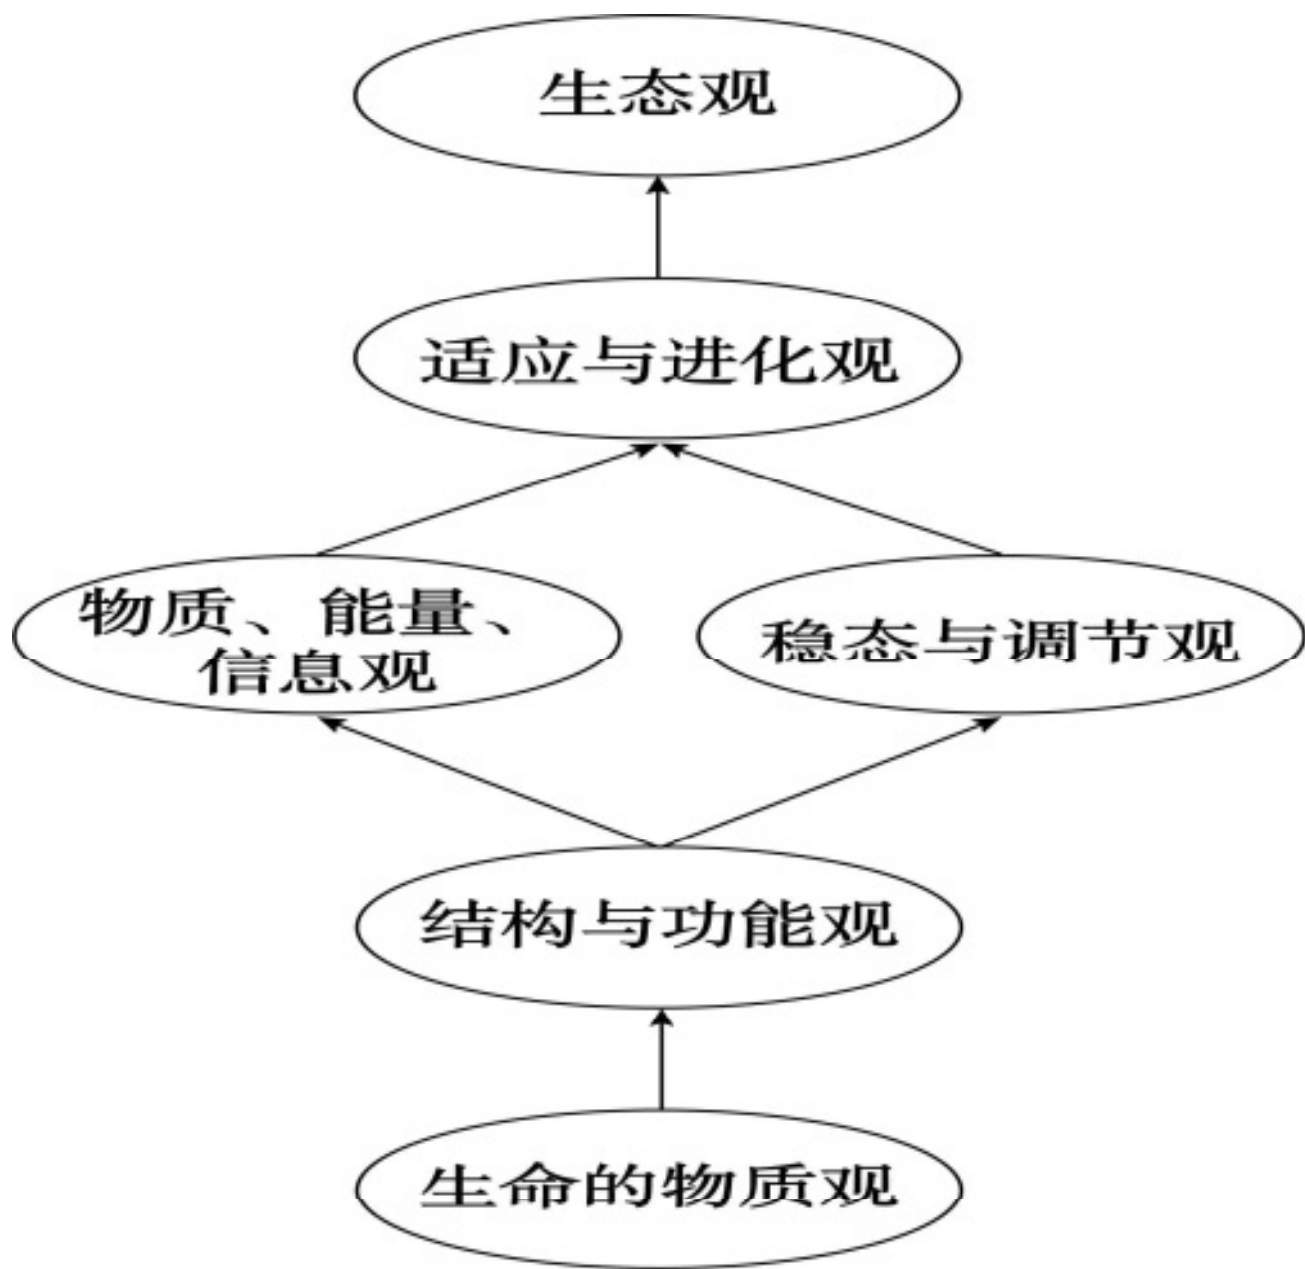 生态观
适应与进化观
物质、能量、
信息观
稳态与调节观
结构与功能观
生命的物质观